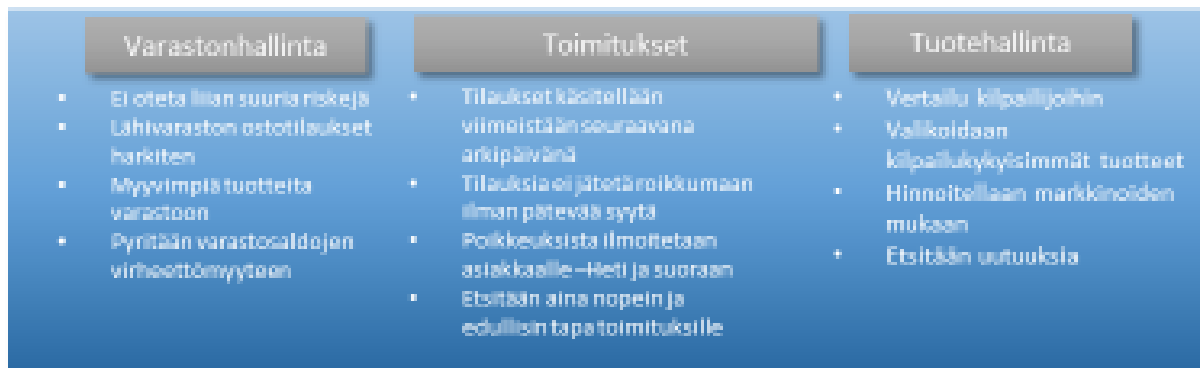 Varastonhallinta
• Ei oteta liian suuria riskejä
• Lähivaraston ostotilaukset
harkiten
• Myyvimpiä tuotteita
varastoon
• Pyritään varastosaldojen
virheettömyyteen
Toimitukset
• Tilaukset käsitellään
viimeistään seuraavana
arkipäivänä
• Tilauksia ei jätetä roikkumaan
ilman pätevää syytä
• Poikkeuksista ilmoitetaan
asiakkaalle – Heti ja suoraan
• Etsitään aina nopein ja
edullisin tapa toimituksille
Tuotehallinta
• Vertailu kilpailijoihin
• Valikoidaan
kilpailukykyisimmät tuotteet
• Hinnoitellaan markkinoiden
mukaan
• Etsitään uutuuksia